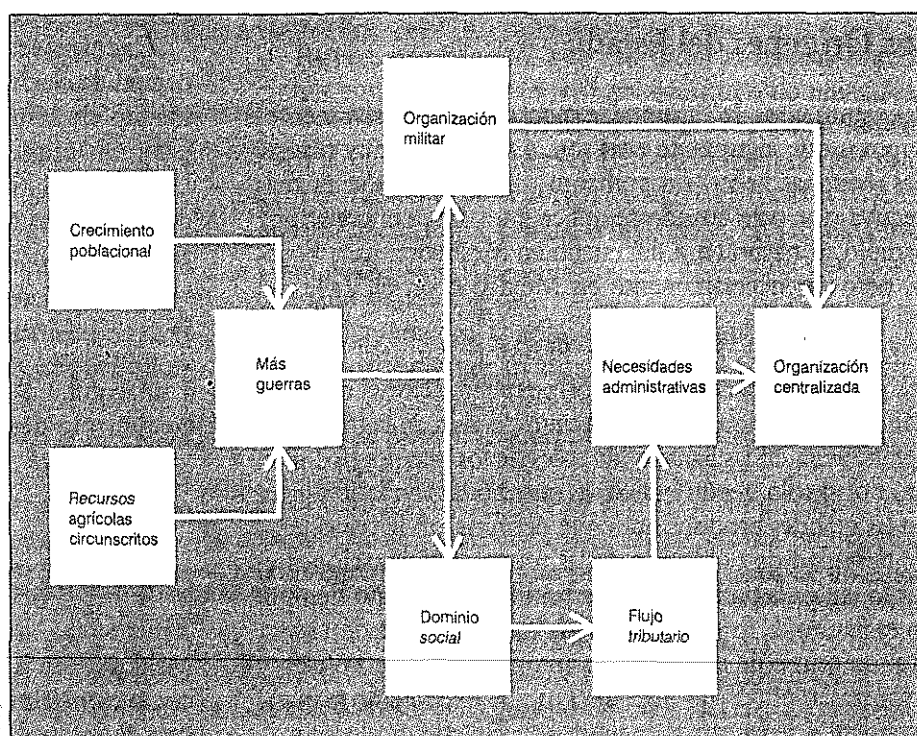 Organización
militar
Crecimiento
poblacional
Más
guerras
Necesidades
administrativas
Organización
centralizada
Recursos
agrícolas
circunscritos
Dominio
social
Flujo
tributario